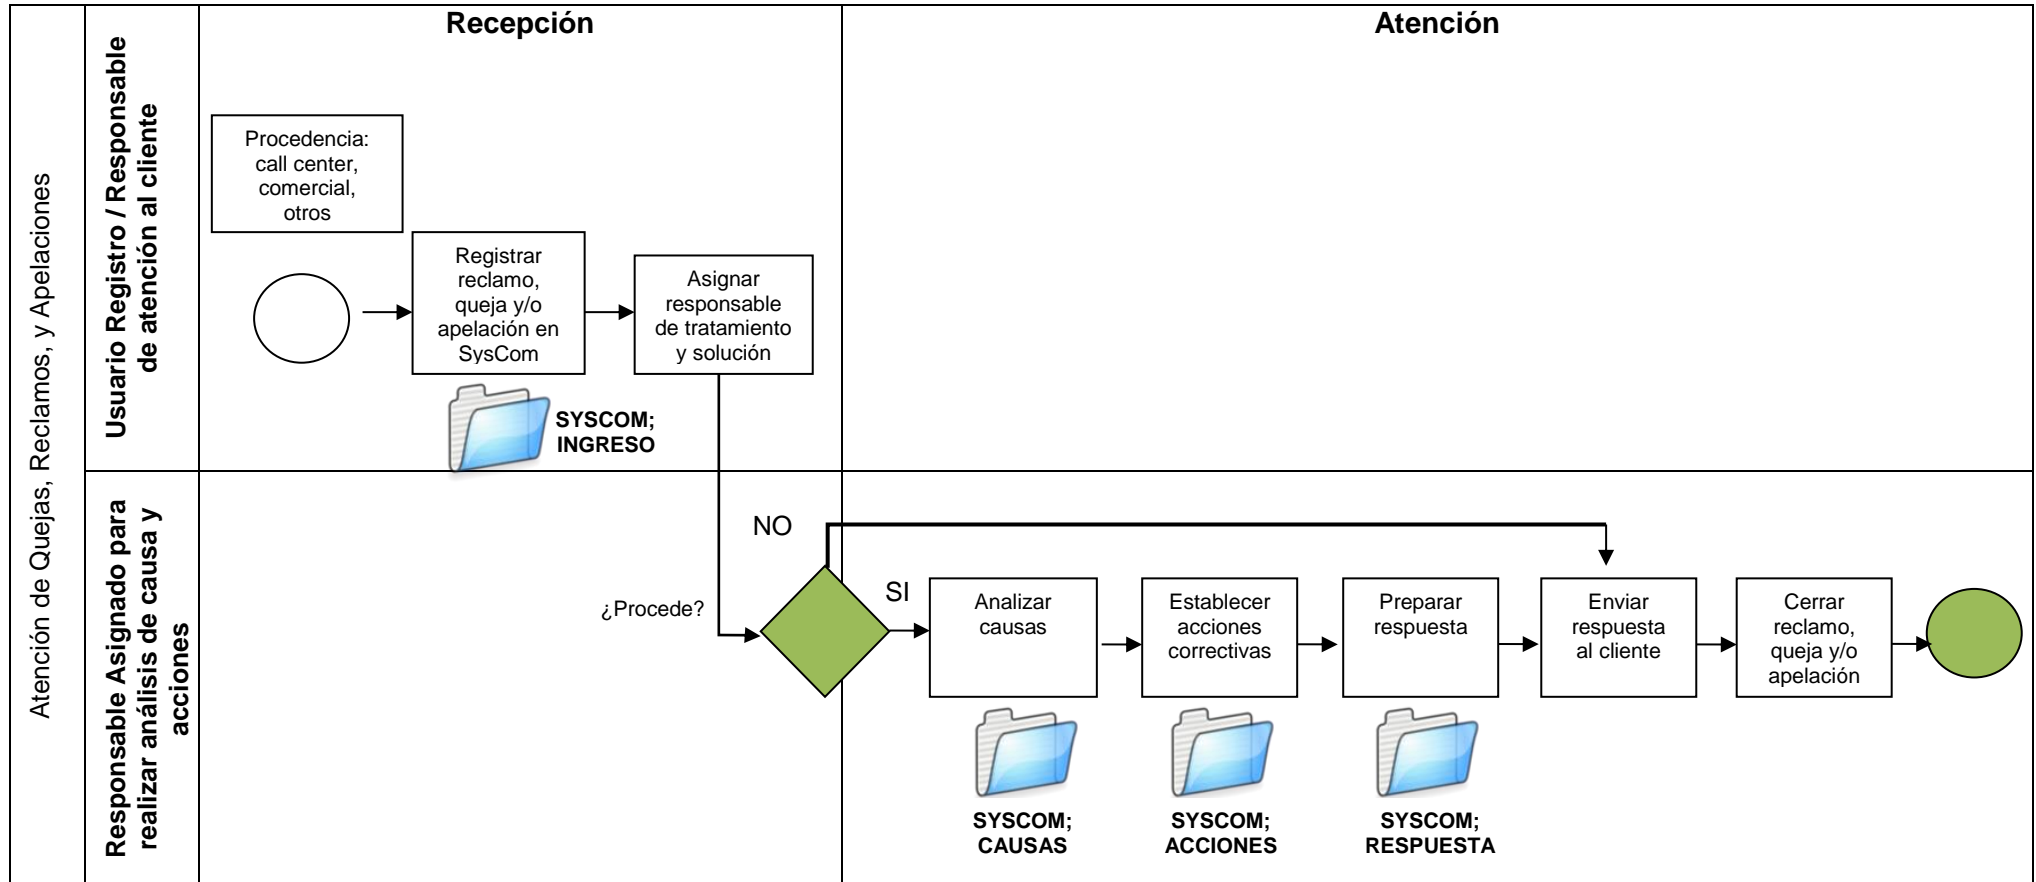 Recepción
Atención
Atención de Quejas, Reclamos, y Apelaciones
Usuario Registro / Responsable
de atención al cliente
Procedencia:
call center,
comercial,
otros
Registrar
reclamo,
queja y/o
apelación en
SysCom
Asignar
responsable
de tratamiento
y solución
SYSCOM;
INGRESO
Responsable Asignado para
realizar análisis de causa y
acciones
¿Procede?
NO
SI
Analizar
causas
Establecer
acciones
correctivas
Preparar
respuesta
Enviar
respuesta
al cliente
Cerrar
reclamo,
queja y/o
apelación
SYSCOM;
CAUSAS
SYSCOM;
ACCIONES
SYSCOM;
RESPUESTA